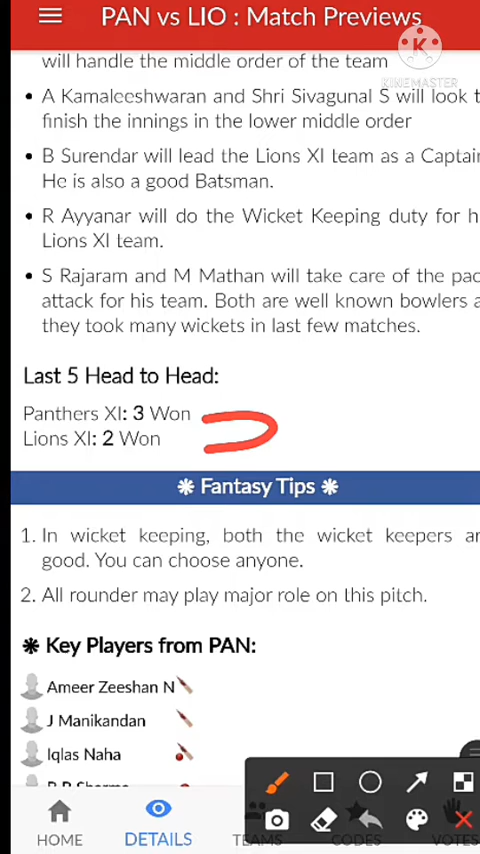 PAN vs LIO : Match Previews
K
KINEMASTER
will handle the middle order of the team
• A Kamaleeshwaran and Shri Sivagunal S will look t
finish the innings in the lower middle order
• B Surendar will lead the Lions XI team as a Captain
He is also a good Batsman.
• R Ayyanar will do the Wicket Keeping duty for h
Lions XI team.
• S Rajaram and M Mathan will take care of the pac
attack for his team. Both are well known bowlers a
they took many wickets in last few matches.
Last 5 Head to Head:
Panthers XI: 3 Won
Lions XI: 2 Won
❋ Fantasy Tips ❋
1. In wicket keeping, both the wicket keepers ar
good. You can choose anyone.
2. All rounder may play major role on this pitch.
❋ Key Players from PAN:
Ameer Zeeshan N
J Manikandan
Iqlas Naha
HOME DETAILS TEAMS CODES VOTES